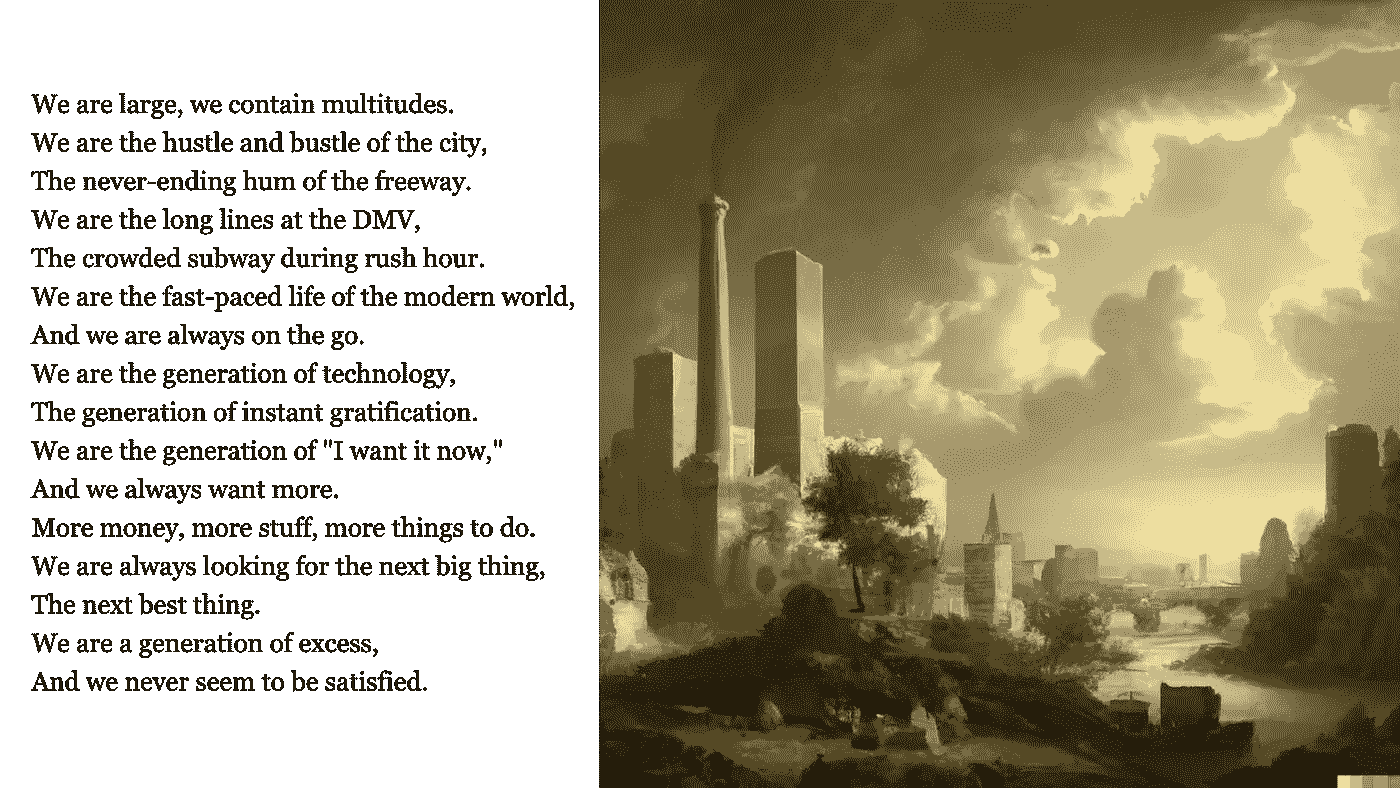 We are large, we contain multitudes.
We are the hustle and bustle of the city,
The never-ending hum of the freeway.
We are the long lines at the DMV,
The crowded subway during rush hour.
We are the fast-paced life of the modern world,
And we are always on the go.
We are the generation of technology,
The generation of instant gratification.
We are the generation of "I want it now,"
And we always want more.
More money, more stuff, more things to do.
We are always looking for the next big thing,
The next best thing.
We are a generation of excess,
And we never seem to be satisfied.